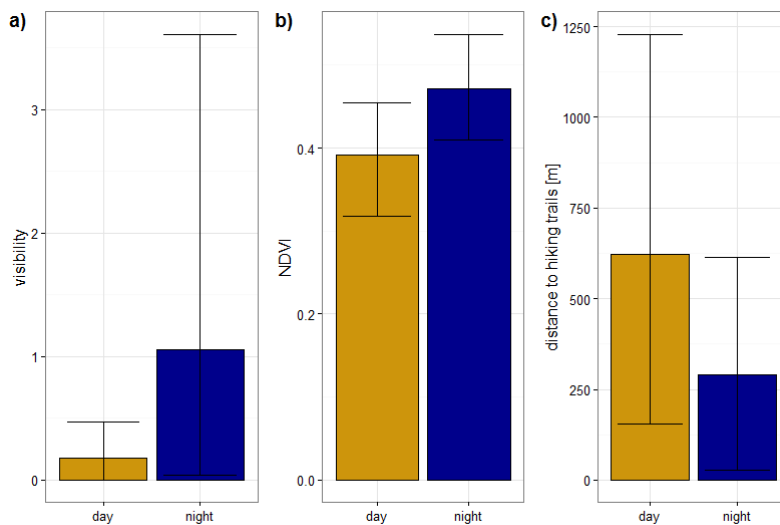 a)
visibility
3
2
1
0
day night
b)
NDVI
0.4
0.2
0.0
day night
c)
distance to hiking trails [m]
1250
1000
750
500
250
0
day night